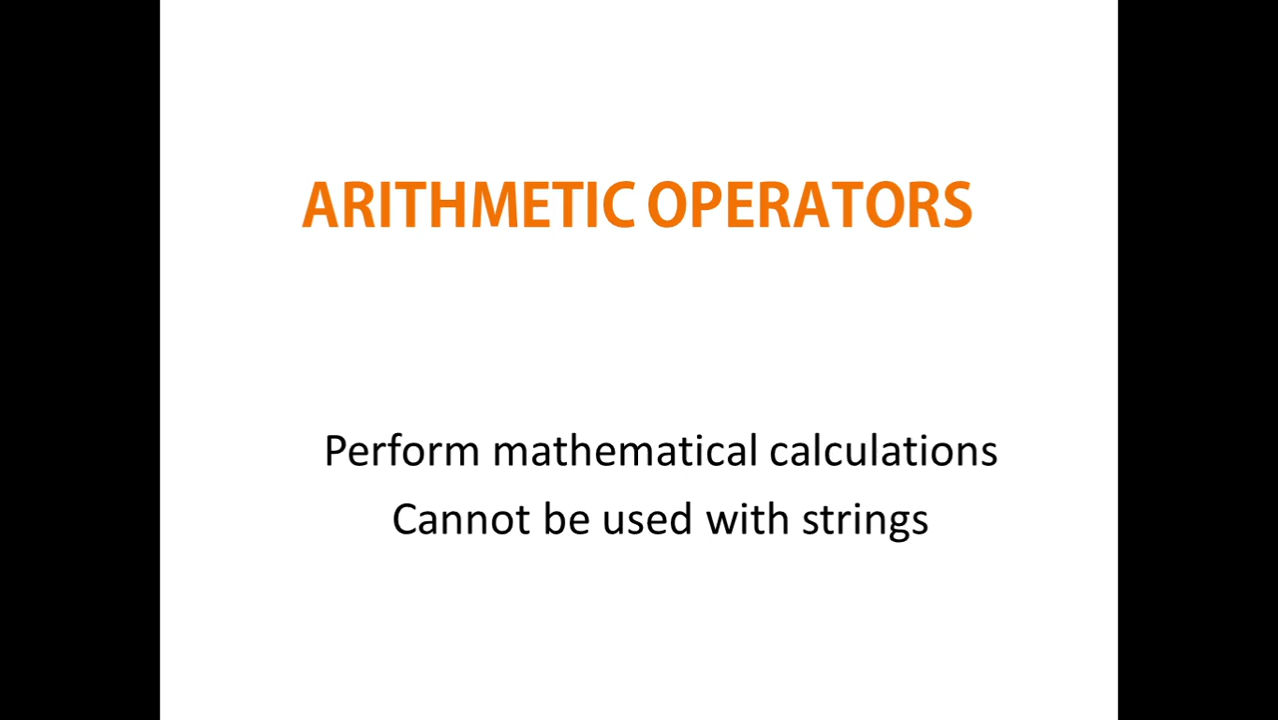 ARITHMETIC OPERATORS
Perform mathematical calculations
Cannot be used with strings